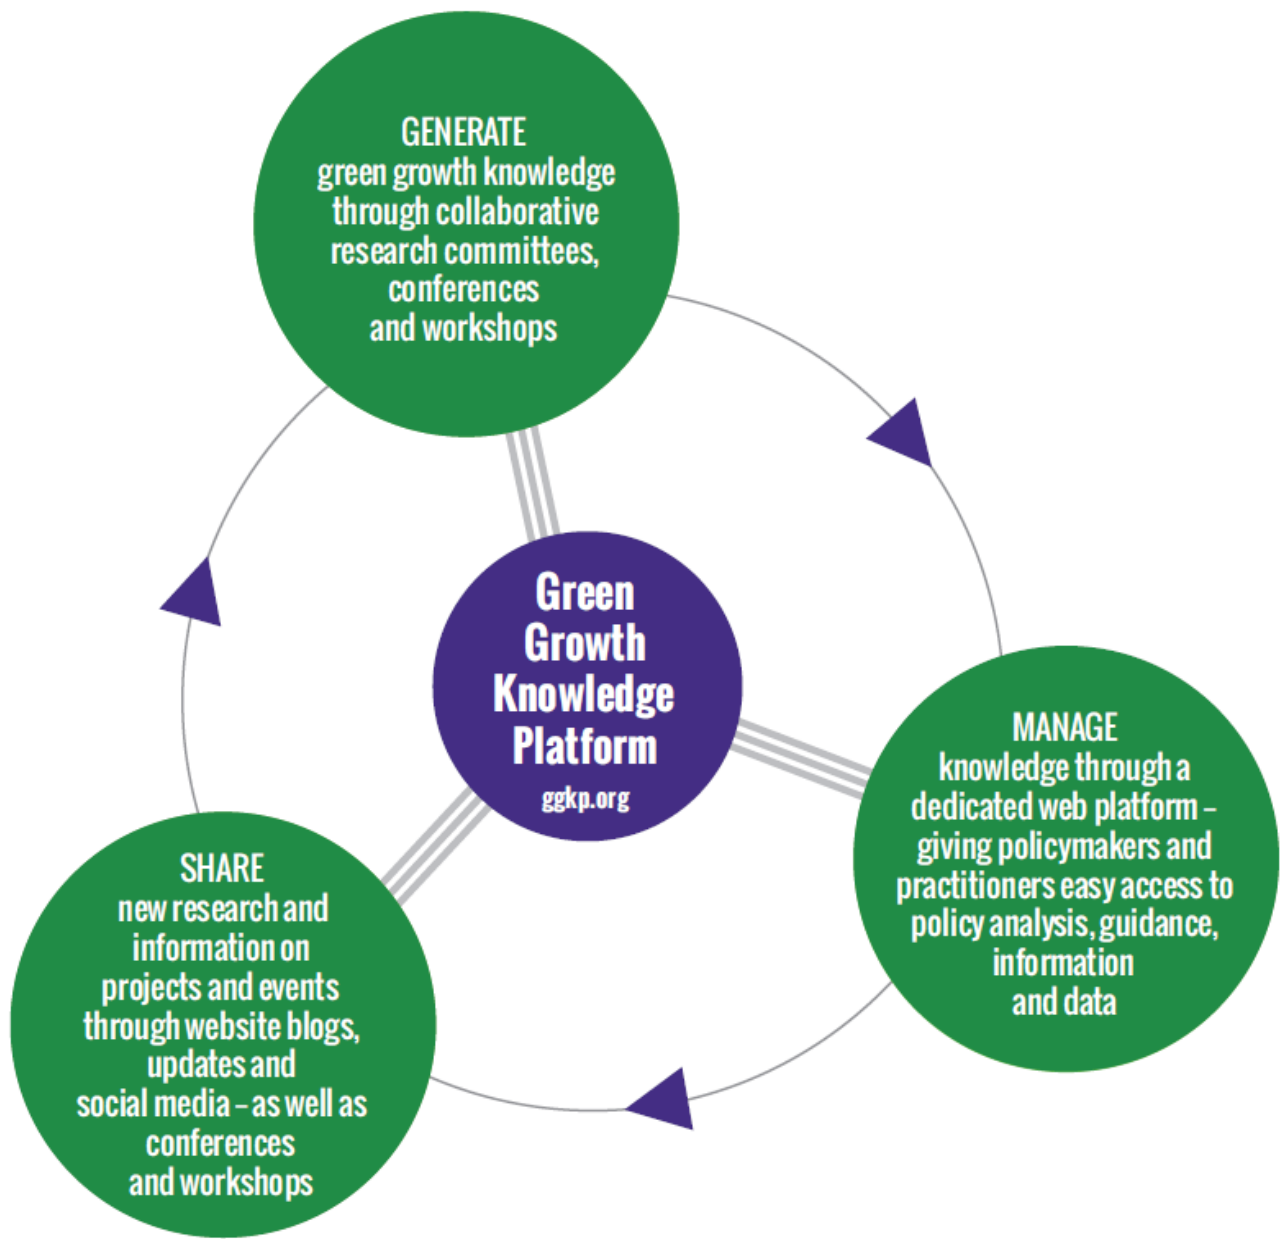 GENERATE
green growth knowledge
through collaborative
research committees,
conferences
and workshops
Green
Growth
Knowledge
Platform
ggkp.org
MANAGE
knowledge through a
dedicated web platform –
giving policymakers and
practitioners easy access to
policy analysis, guidance,
information
and data
SHARE
new research and
information on
projects and events
through website blogs,
updates and
social media – as well as
conferences
and workshops